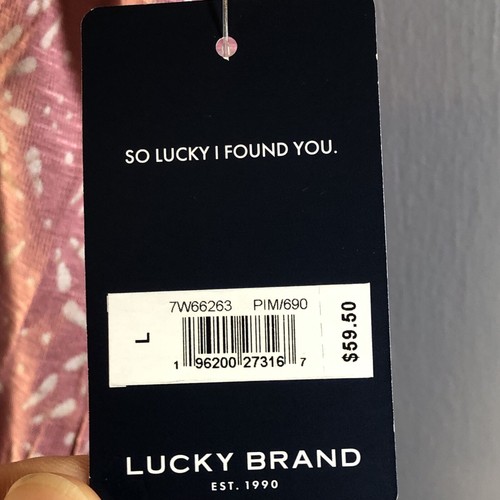 SO LUCKY I FOUND YOU.
7W66263 PIM/690
L
$59.50
1 96200 27316 7
LUCKY BRAND
EST. 1990